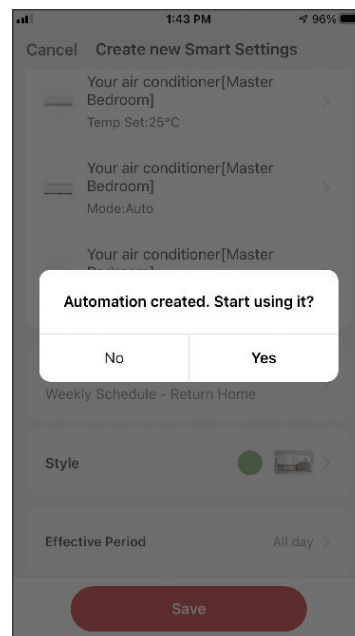 1:43 PM
96%
Cancel
Create new Smart Settings
Your air conditioner[Master
Bedroom]
Temp Set:25°C
Your air conditioner[Master
Bedroom]
Mode:Auto
Your air conditioner[Master
Automation created. Start using it?
No
Yes
Weekly Schedule - Return Home
Style
Effective Period
All day
Save